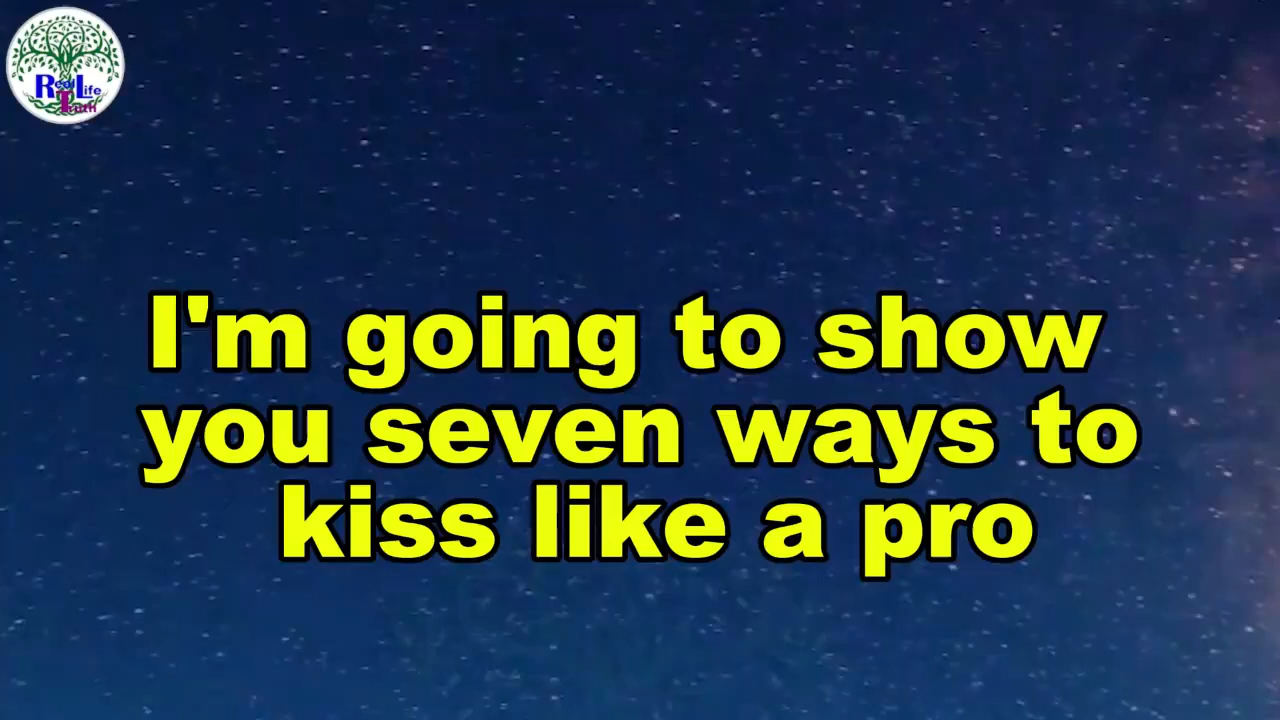 Real Life
Truth
I'm going to show
you seven ways to
kiss like a pro